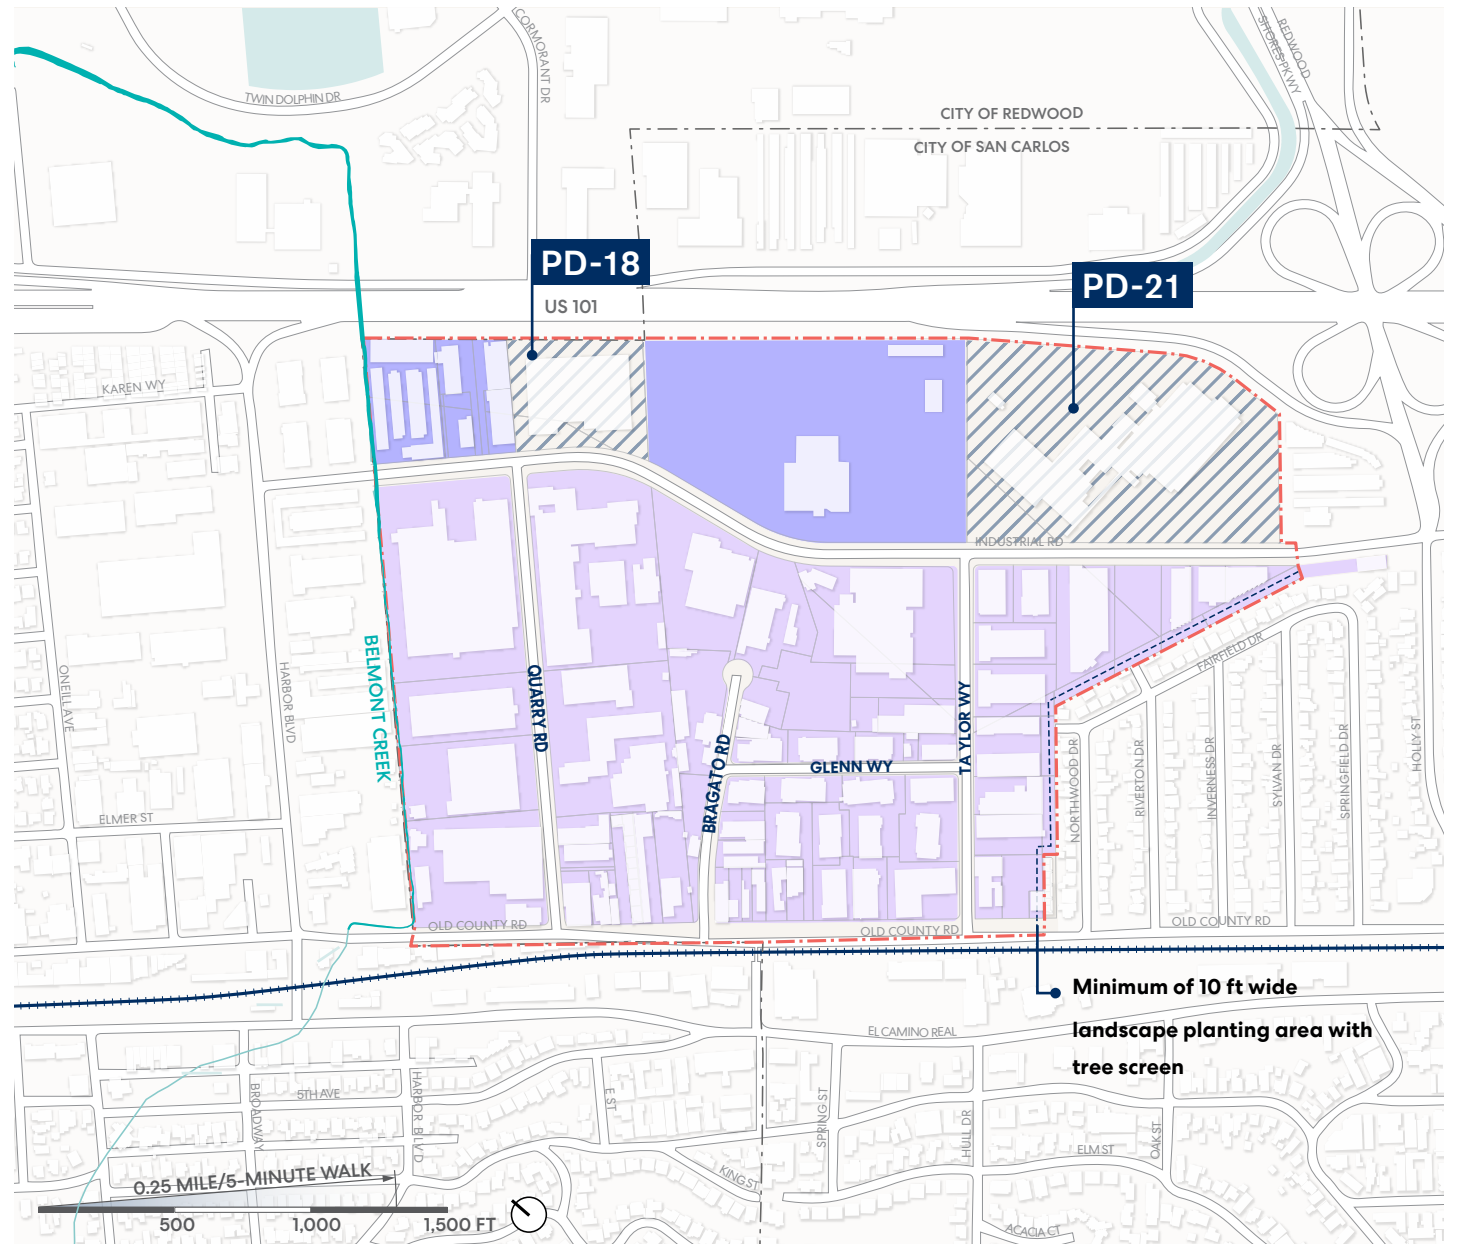 CORMORANT DR
REDWOOD
SHORES PKWY
TWIN DOLPHIN DR
CITY OF REDWOOD
CITY OF SAN CARLOS
PD-18
PD-21
US 101
KAREN WY
INDUSTRIAL RD
BELMONT CREEK
QUARRY RD
BRAGATO RD
GLENN WY
TAYLOR WY
FAIRFIELD DR
ONEILL AVE
HARBOR BLVD
NORTHWOOD DR
RIVERTON DR
INVERNESS DR
SYLVAN DR
SPRINGFIELD DR
HOLLY ST
ELMER ST
OLD COUNTY RD
OLD COUNTY RD
OLD COUNTY RD
Minimum of 10 ft wide
landscape planting area with
tree screen
EL CAMINO REAL
BROADWAY
5TH AVE
HARBOR BLVD
E ST
SPRING ST
HULL DR
ELM ST
OAK ST
KING ST
ACACIA CT
0.25 MILE/5-MINUTE WALK
500
1,000
1,500 FT